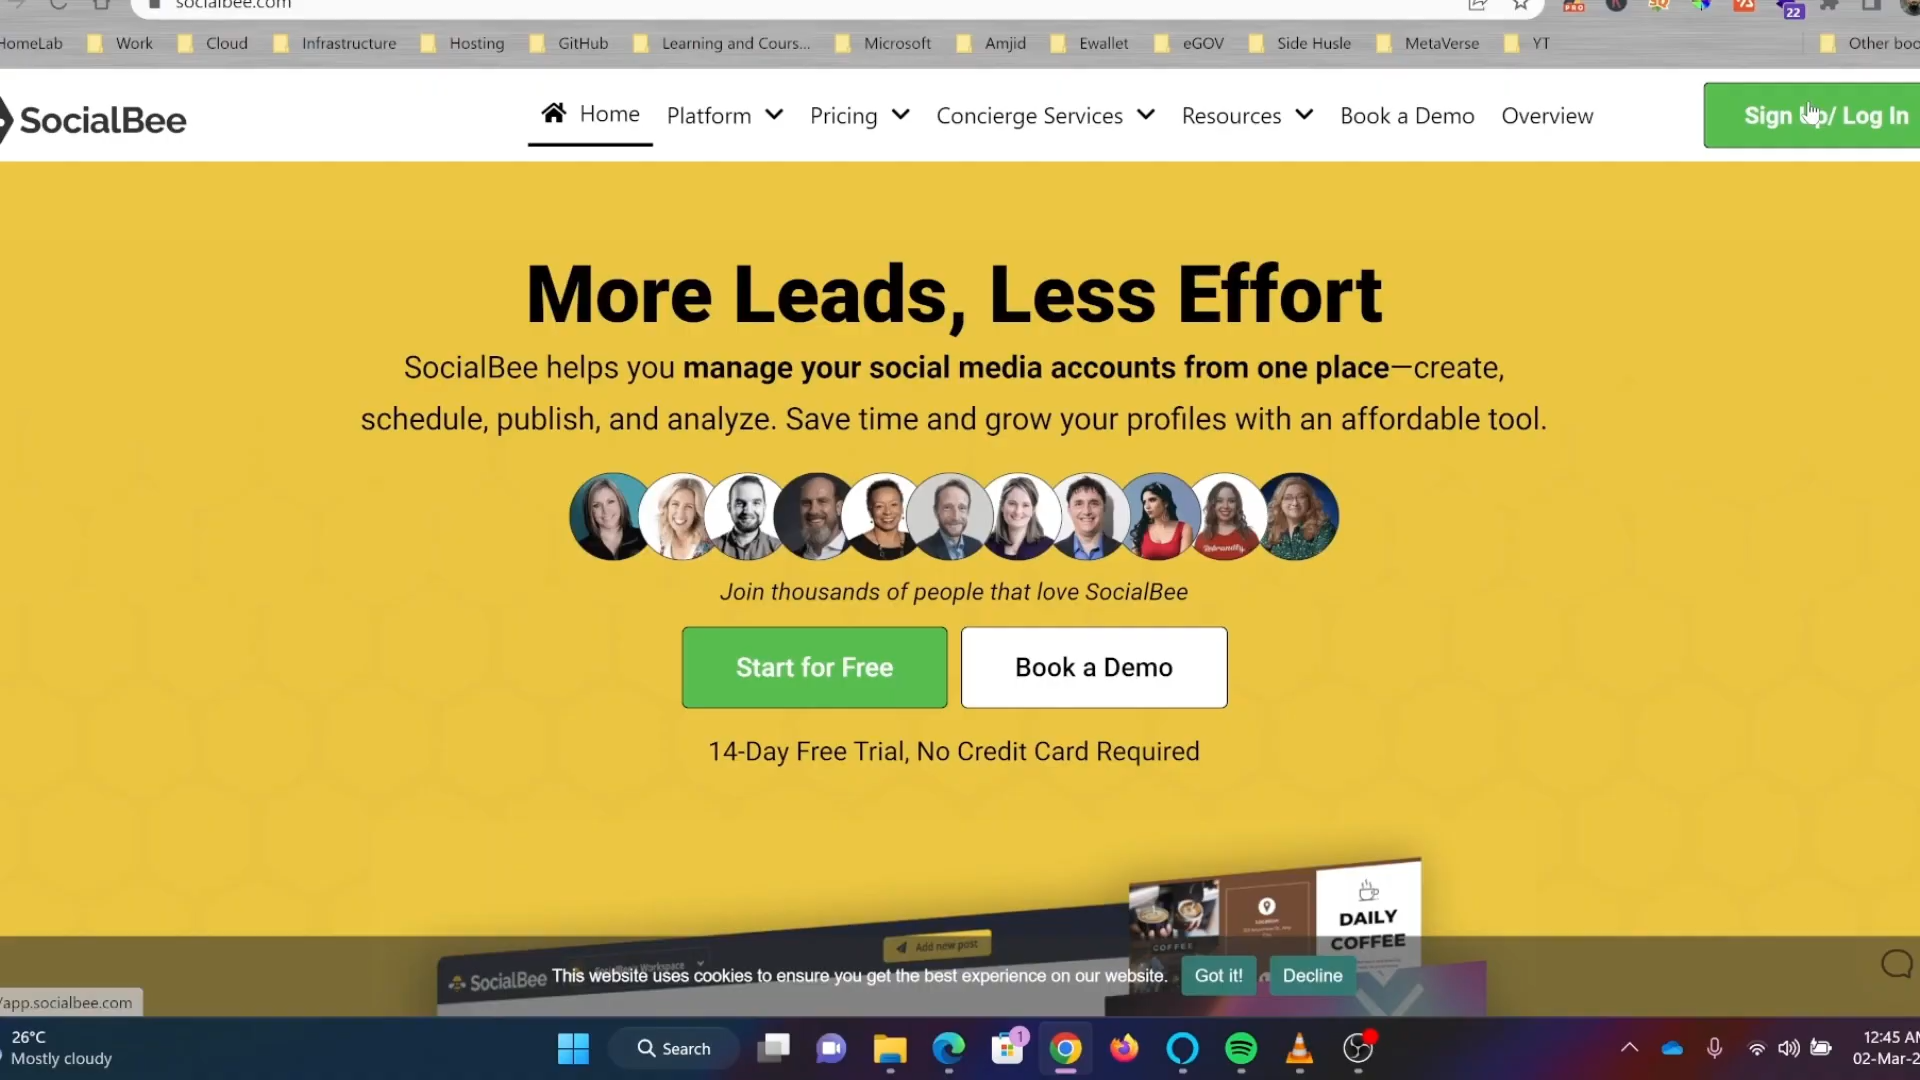 socialbee.com
22
HomeLab Work Cloud Infrastructure Hosting GitHub Learning and Cours... Microsoft Amjid Ewallet eGOV Side Husle MetaVerse YT Other boo
SocialBee
Home Platform Pricing Concierge Services Resources Book a Demo Overview
Sign Up/ Log In
More Leads, Less Effort
SocialBee helps you manage your social media accounts from one place—create,
schedule, publish, and analyze. Save time and grow your profiles with an affordable tool.
Join thousands of people that love SocialBee
Start for Free Book a Demo
14-Day Free Trial, No Credit Card Required
COFFEE
DAILY
COFFEE
Add new post
SocialBee
This website uses cookies to ensure you get the best experience on our website. Got it! Decline
/app.socialbee.com
26°C
Mostly cloudy
Search
1
12:45 AM
02-Mar-2